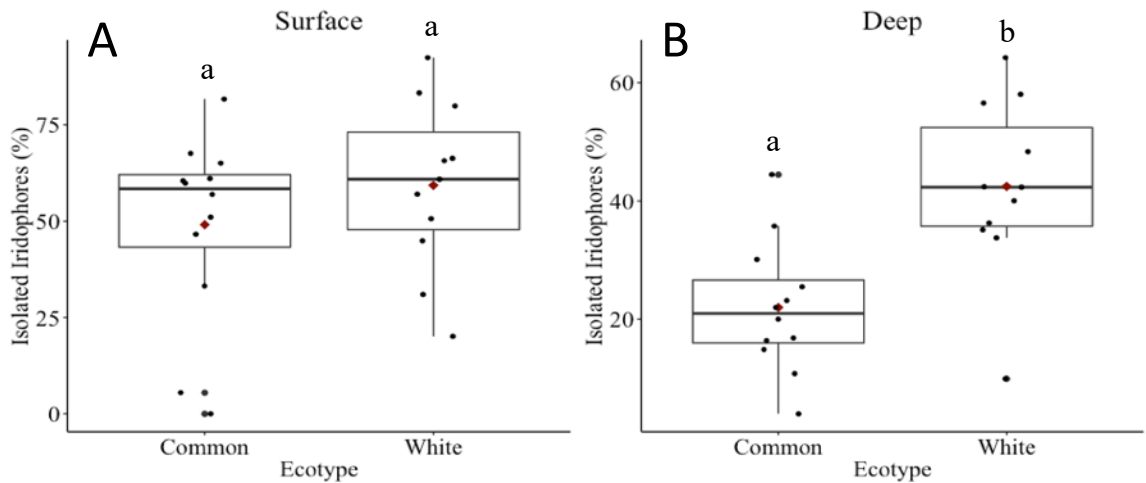 A
Surface
a
a
Isolated Iridophores (%)
75
50
25
0
Common
White
Ecotype
B
Deep
a
b
Isolated Iridophores (%)
60
40
20
Common
White
Ecotype